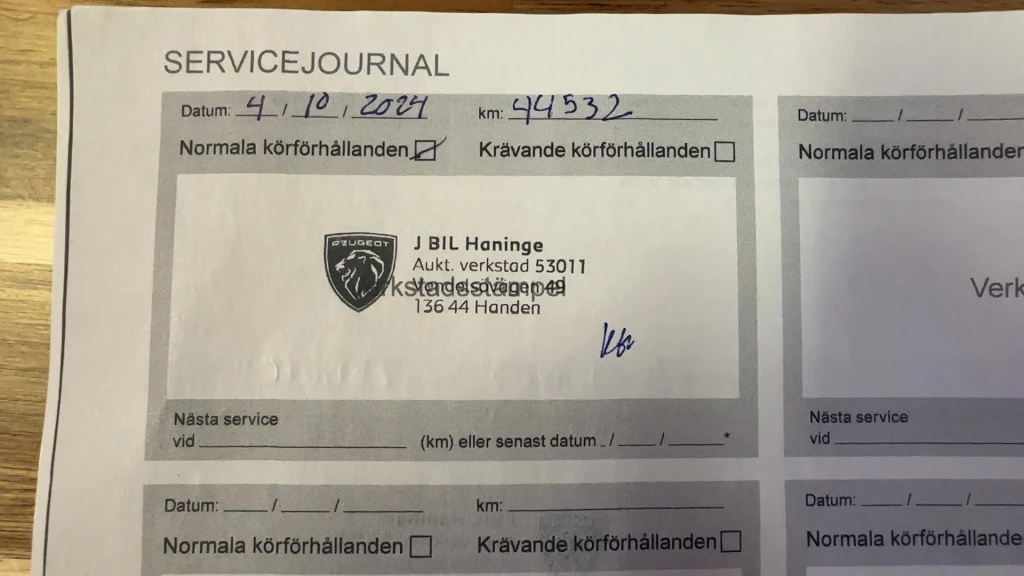 SERVICEJOURNAL
Datum: 4 / 10 / 2024 km: 44532
Normala körförhållanden Krävande körförhållanden
PEUGEOT
J BIL Haninge
Aukt. verkstad 53011
Vendelsövägen 49
136 44 Handen
Nästa service
vid (km) eller senast datum / / *
Datum: / / km:
Normala körförhållanden Krävande körförhållanden
Datum: / /
Normala körförhållanden
Verk
Nästa service
vid
Datum: / /
Normala körförhållande